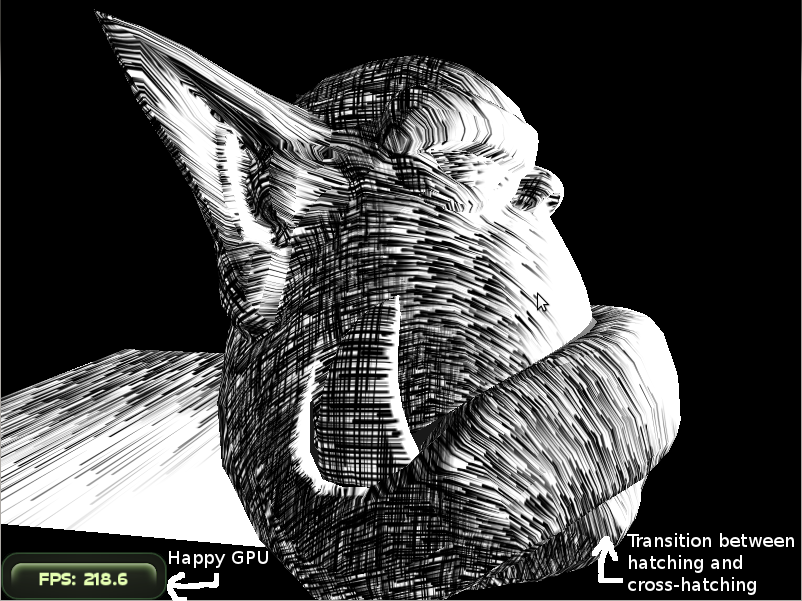 Happy GPU
FPS: 218.6
Transition between
hatching and
cross-hatching